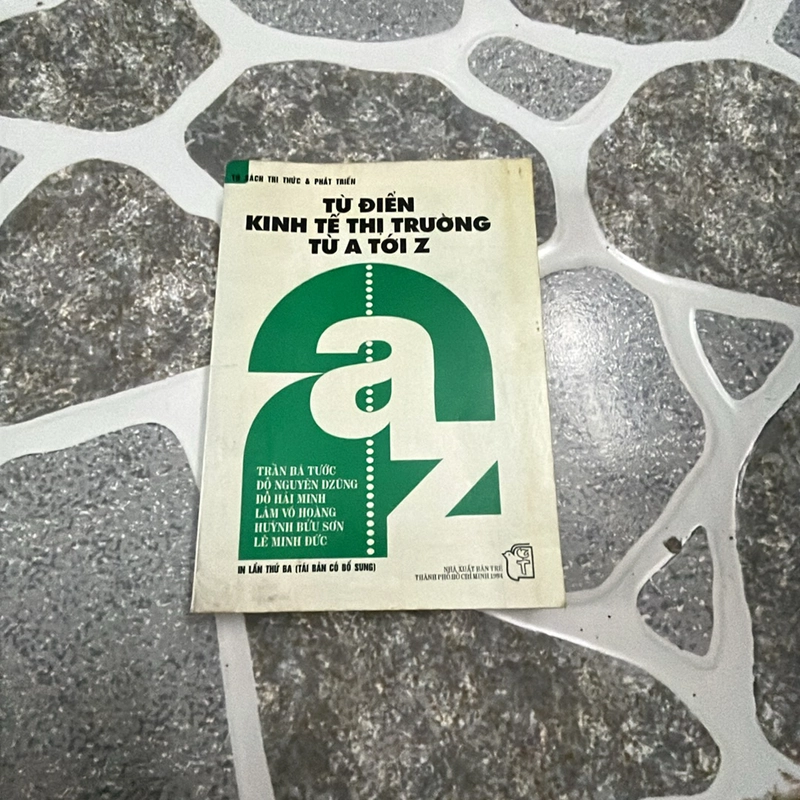 TỦ SÁCH TRI THỨC & PHÁT TRIỂN
TỪ ĐIỂN
KINH TẾ THỊ TRƯỜNG
TỪ A TỚI Z
a
z
TRẦN BÁ TƯỚC
ĐỖ NGUYÊN DZŨNG
ĐỖ HẢI MINH
LÂM VÕ HOÀNG
HUỲNH BỬU SƠN
LÊ MINH ĐỨC
IN LẦN THỨ BA (TÁI BẢN CÓ BỔ SUNG)
NHÀ XUẤT BẢN TRẺ
THÀNH PHỐ HỒ CHÍ MINH 1994